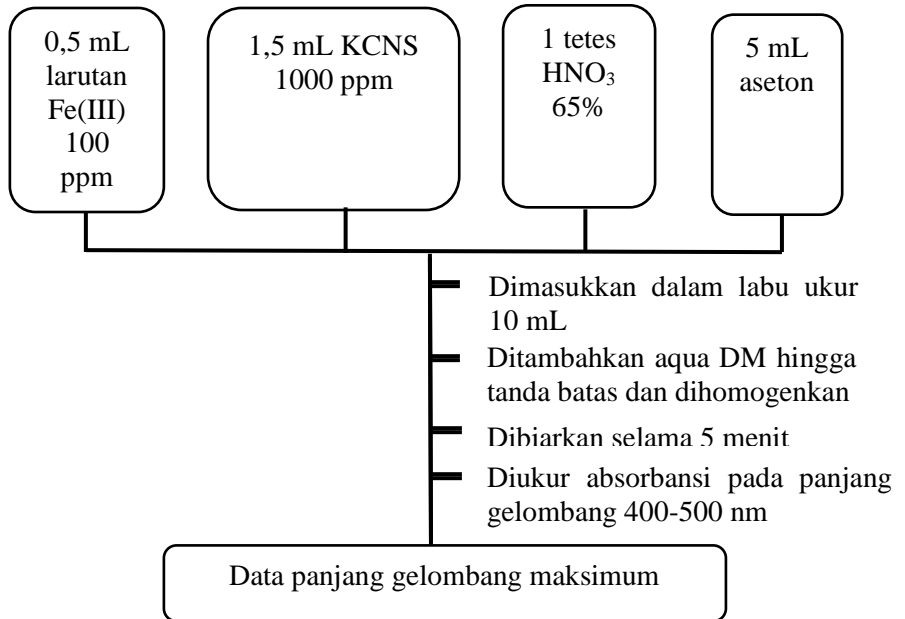 0,5 mL
larutan
Fe(III)
100
ppm
1,5 mL KCNS
1000 ppm
1 tetes
HNO₃
65%
5 mL
aseton
Dimasukkan dalam labu ukur
10 mL
Ditambahkan aqua DM hingga
tanda batas dan dihomogenkan
Dibiarkan selama 5 menit
Diukur absorbansi pada panjang
gelombang 400-500 nm
Data panjang gelombang maksimum